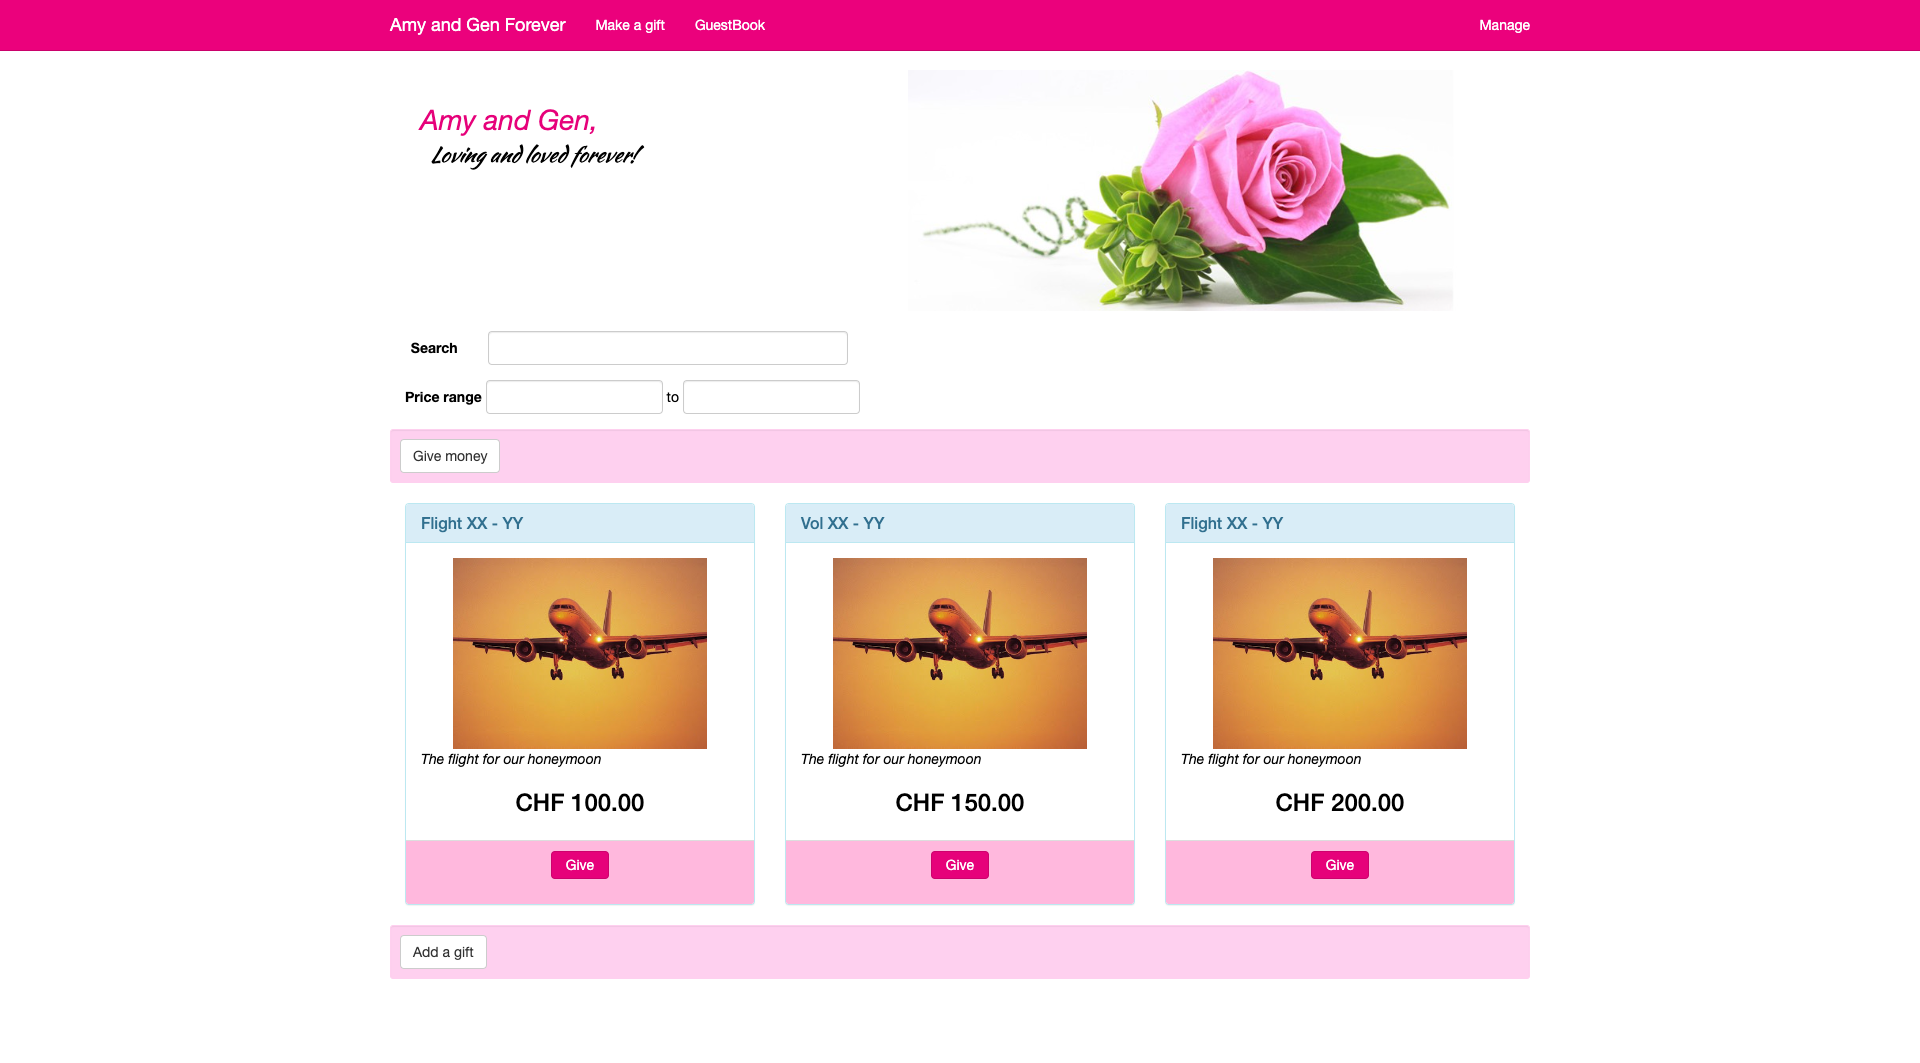 Amy and Gen Forever Make a gift GuestBook Manage
Amy and Gen,
Loving and loved forever!
Search
Price range to
Give money
Flight XX - YY
The flight for our honeymoon
CHF 100.00
Give
Vol XX - YY
The flight for our honeymoon
CHF 150.00
Give
Flight XX - YY
The flight for our honeymoon
CHF 200.00
Give
Add a gift